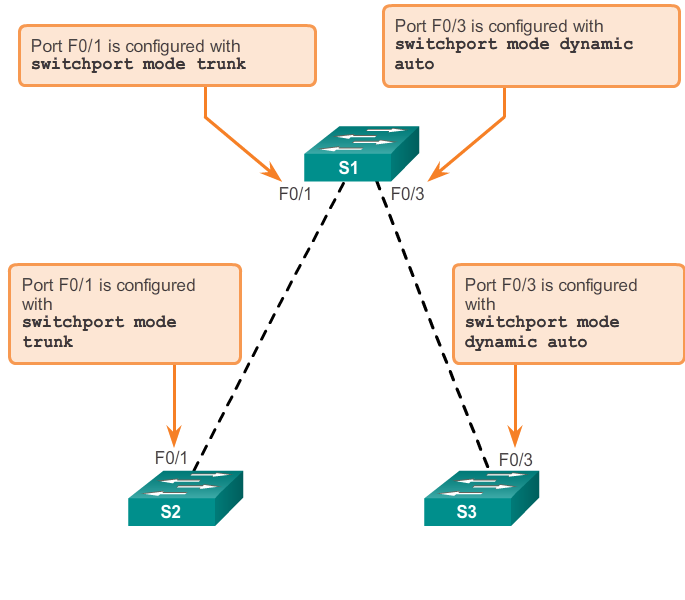 Port F0/1 is configured with
switchport mode trunk
Port F0/3 is configured with
switchport mode dynamic
auto
S1
F0/1
F0/3
Port F0/1 is configured
with
switchport mode
trunk
Port F0/3 is configured
with
switchport mode
dynamic auto
F0/1
F0/3
S2
S3